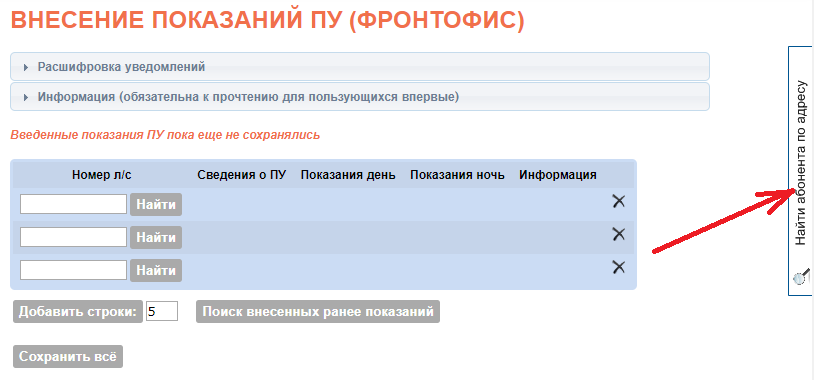 ВНЕСЕНИЕ ПОКАЗАНИЙ ПУ (ФРОНТОФИС)
Расшифровка уведомлений
Информация (обязательна к прочтению для пользующихся впервые)
Введенные показания ПУ пока еще не сохранялись
Номер л/с Сведения о ПУ Показания день Показания ночь Информация
Найти
Найти
Найти
Добавить строки: 5 Поиск внесенных ранее показаний
Сохранить всё
Найти абонента по адресу